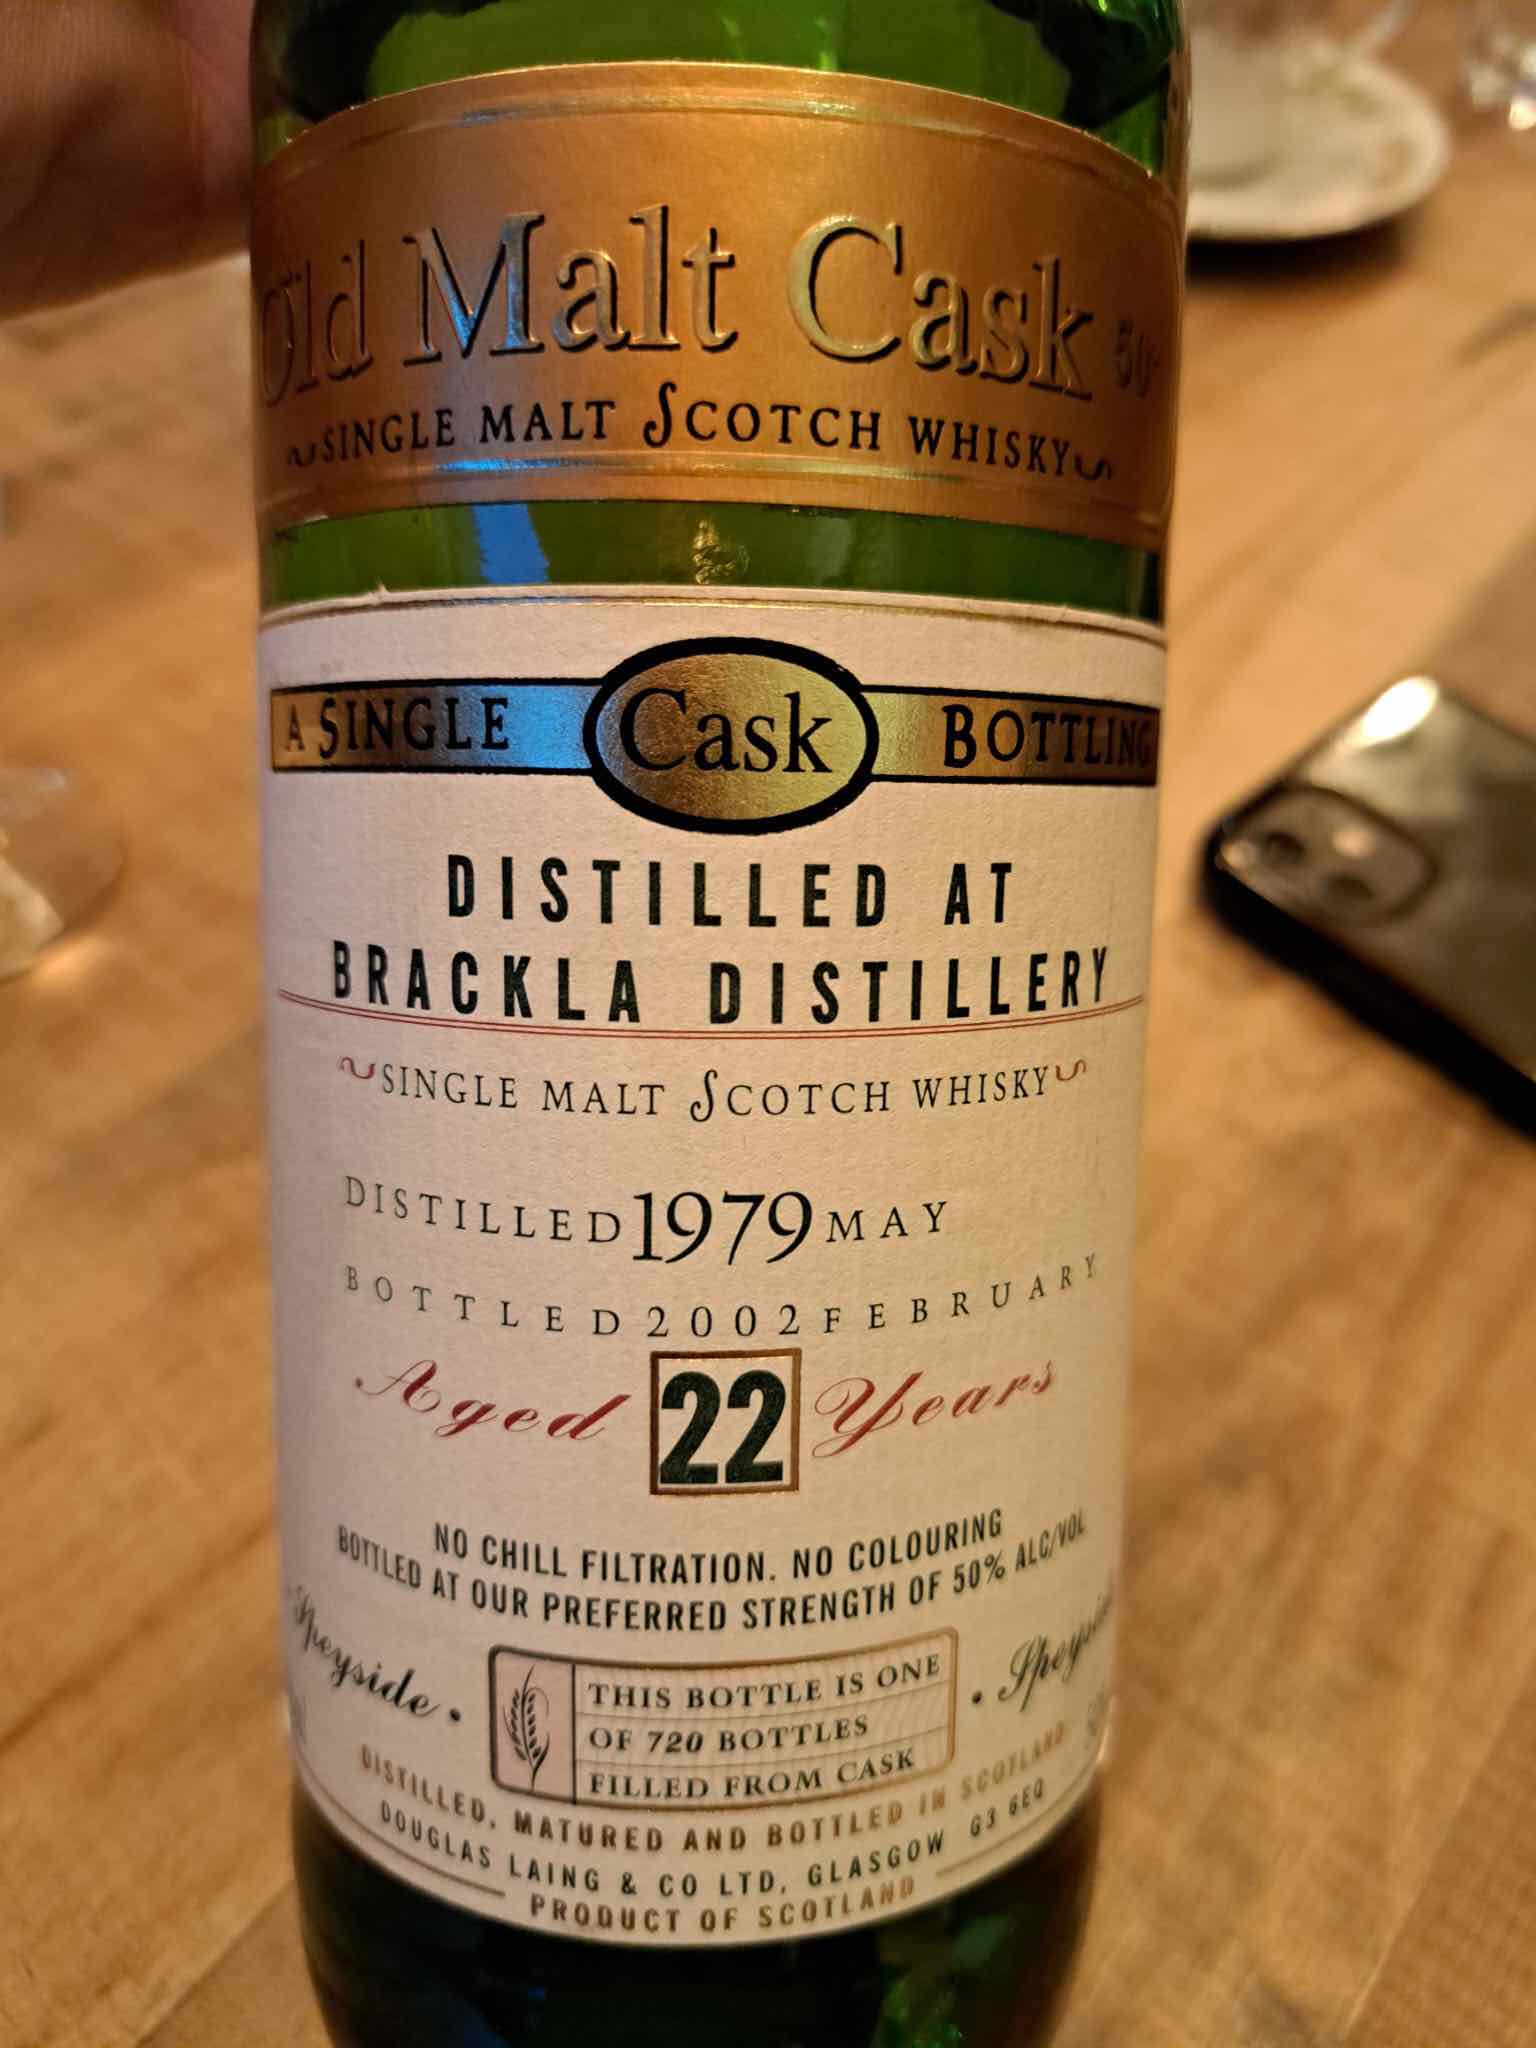 Old Malt Cask 50°
SINGLE MALT SCOTCH WHISKY
A SINGLE Cask BOTTLING
DISTILLED AT
BRACKLA DISTILLERY
SINGLE MALT SCOTCH WHISKY
DISTILLED 1979 MAY
BOTTLED 2002 FEBRUARY
Aged 22 Years
NO CHILL FILTRATION. NO COLOURING
BOTTLED AT OUR PREFERRED STRENGTH OF 50% ALC/VOL
Speyside • • Speyside
THIS BOTTLE IS ONE
OF 720 BOTTLES
FILLED FROM CASK
DISTILLED, MATURED AND BOTTLED IN SCOTLAND
DOUGLAS LAING & CO LTD, GLASGOW G3 6EQ
PRODUCT OF SCOTLAND